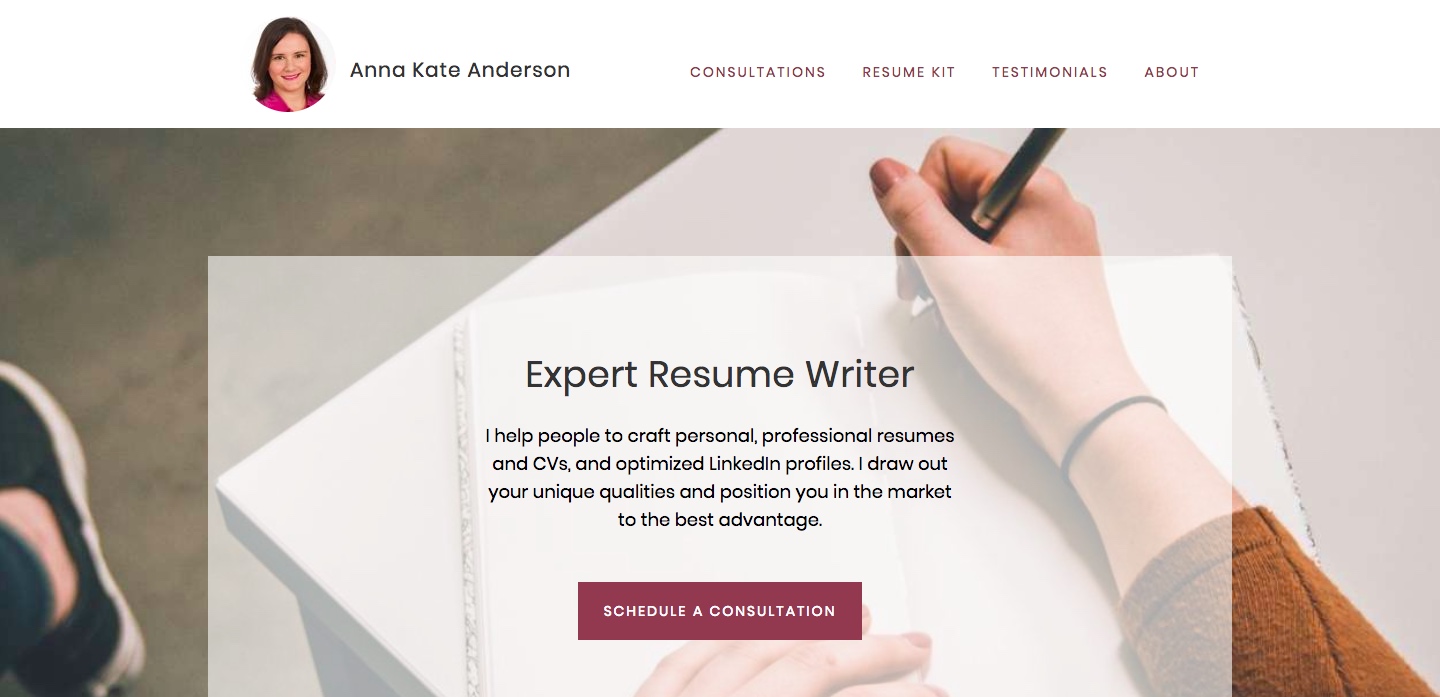 Anna Kate Anderson
CONSULTATIONS RESUME KIT TESTIMONIALS ABOUT
Expert Resume Writer
I help people to craft personal, professional resumes
and CVs, and optimized LinkedIn profiles. I draw out
your unique qualities and position you in the market
to the best advantage.
SCHEDULE A CONSULTATION